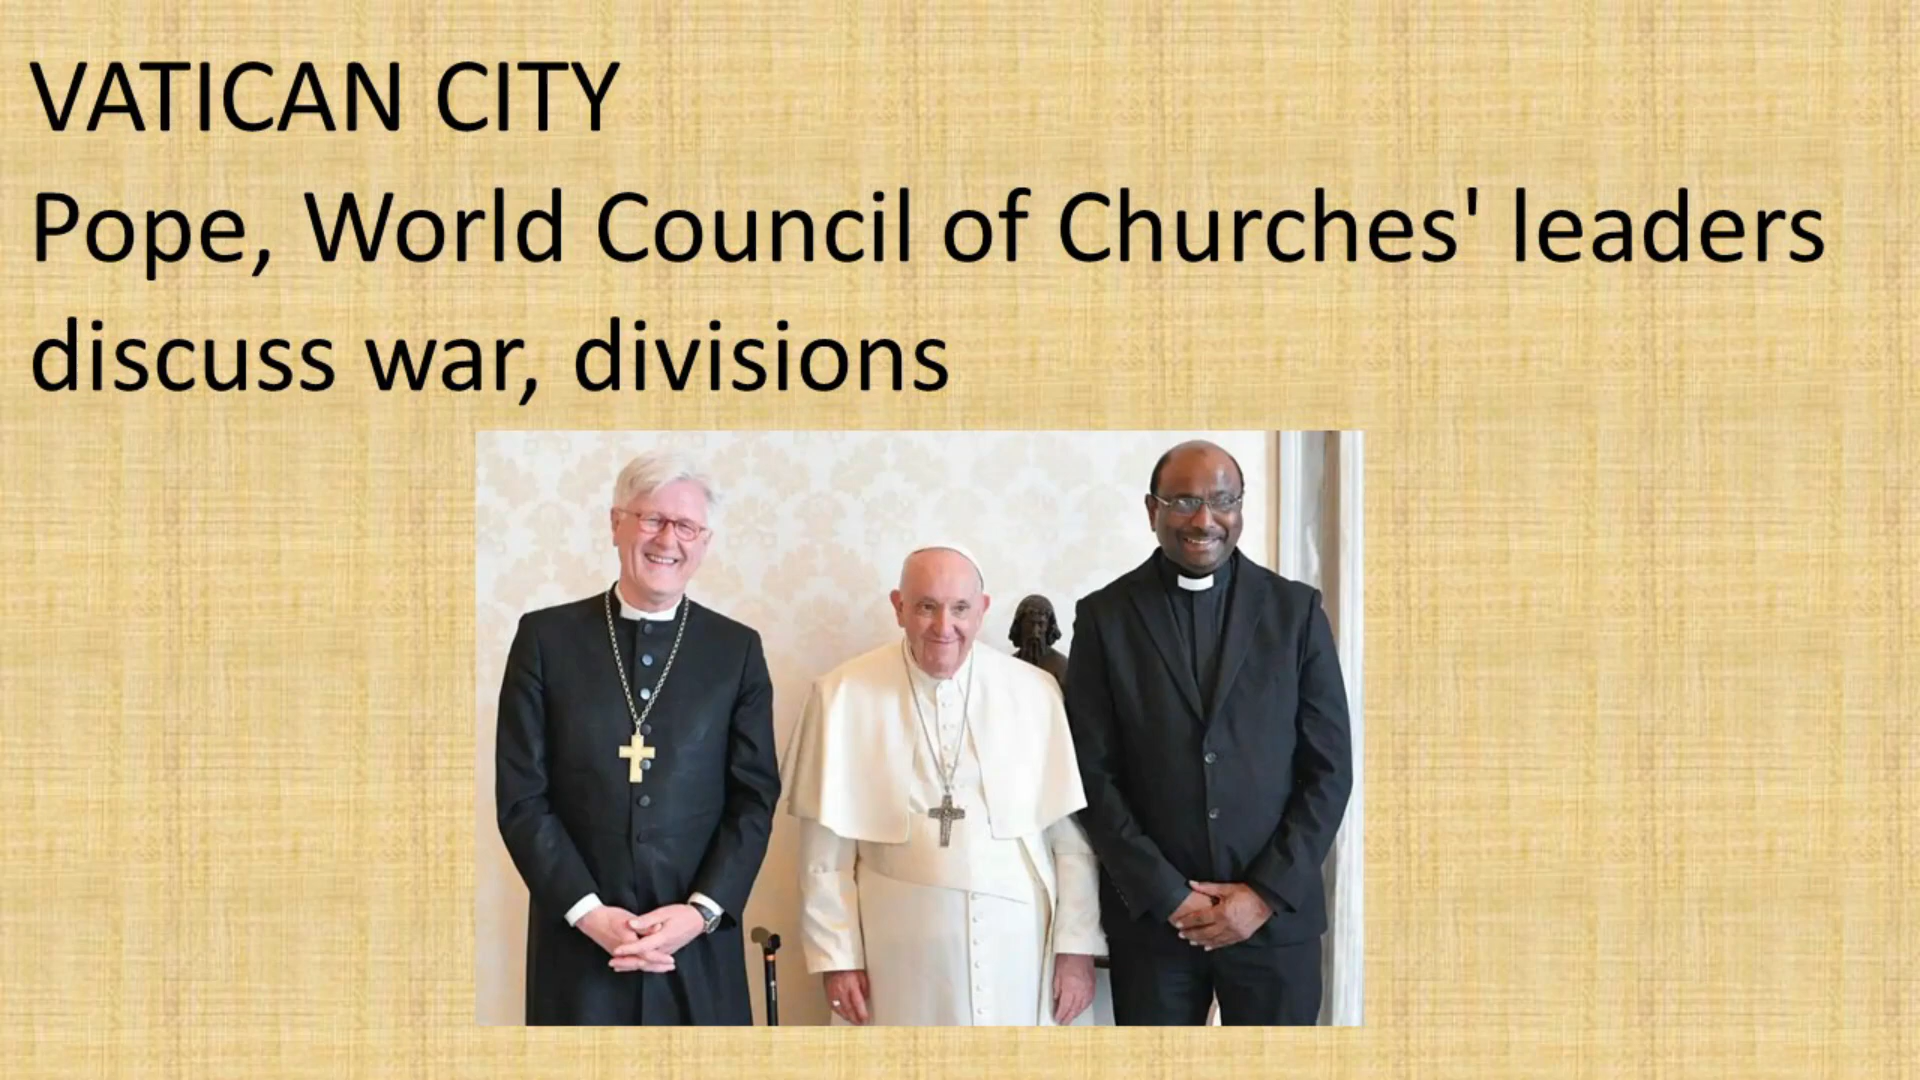 VATICAN CITY
Pope, World Council of Churches' leaders
discuss war, divisions